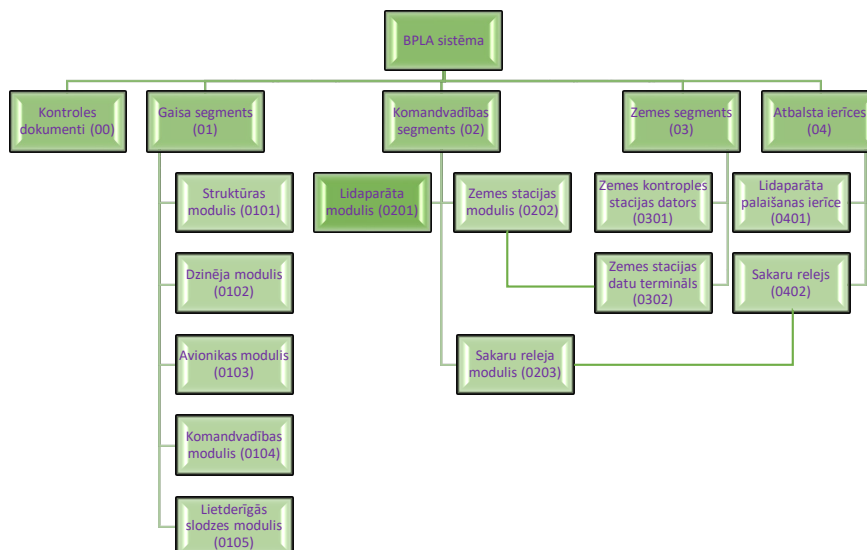 BPLA sistēma
Kontroles
dokumenti (00)
Gaisa segments
(01)
Komandvadības
segments (02)
Zemes segments
(03)
Atbalsta ierīces
(04)
Struktūras
modulis (0101)
Lidaparāta
modulis (0201)
Zemes stacijas
modulis (0202)
Zemes kontroples
stacijas dators
(0301)
Lidaparāta
palaišanas ierīce
(0401)
Dzinēja modulis
(0102)
Zemes stacijas
datu termināls
(0302)
Sakaru relejs
(0402)
Avionikas modulis
(0103)
Sakaru releja
modulis (0203)
Komandvadības
modulis (0104)
Lietderīgās
slodzes modulis
(0105)